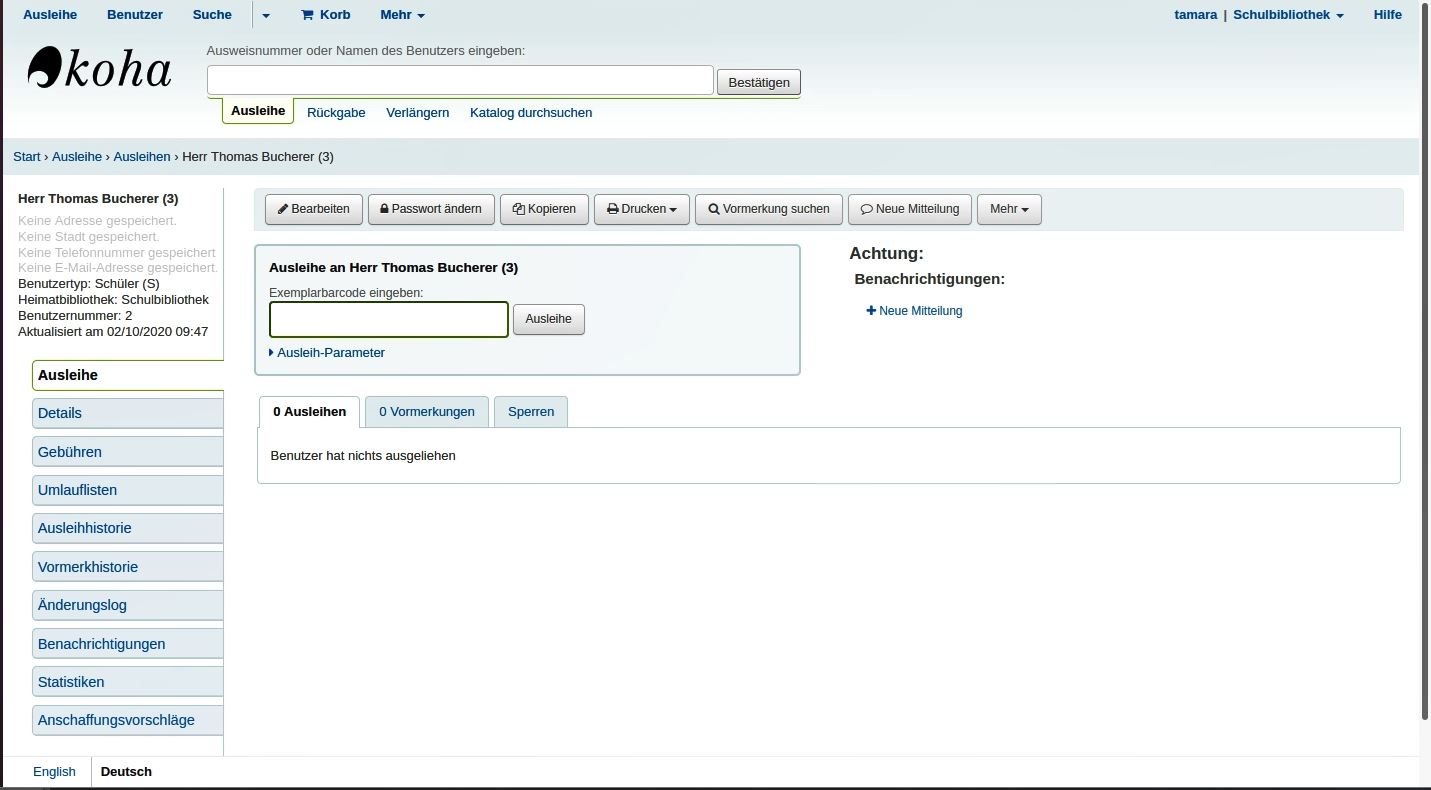 Ausleihe Benutzer Suche Korb Mehr tamara | Schulbibliothek Hilfe
koha
Ausweisnummer oder Namen des Benutzers eingeben:
Bestätigen
Ausleihe Rückgabe Verlängern Katalog durchsuchen
Start › Ausleihe › Ausleihen › Herr Thomas Bucherer (3)
Herr Thomas Bucherer (3)
Keine Adresse gespeichert.
Keine Stadt gespeichert.
Keine Telefonnummer gespeichert
Keine E-Mail-Adresse gespeichert.
Benutzertyp: Schüler (S)
Heimatbibliothek: Schulbibliothek
Benutzernummer: 2
Aktualisiert am 02/10/2020 09:47
Ausleihe
Details
Gebühren
Umlauflisten
Ausleihhistorie
Vormerkhistorie
Änderungslog
Benachrichtigungen
Statistiken
Anschaffungsvorschläge
Bearbeiten Passwort ändern Kopieren Drucken Vormerkung suchen Neue Mitteilung Mehr
Ausleihe an Herr Thomas Bucherer (3)
Exemplarbarcode eingeben:
Ausleihe
Ausleih-Parameter
Achtung:
Benachrichtigungen:
Neue Mitteilung
0 Ausleihen 0 Vormerkungen Sperren
Benutzer hat nichts ausgeliehen
English Deutsch